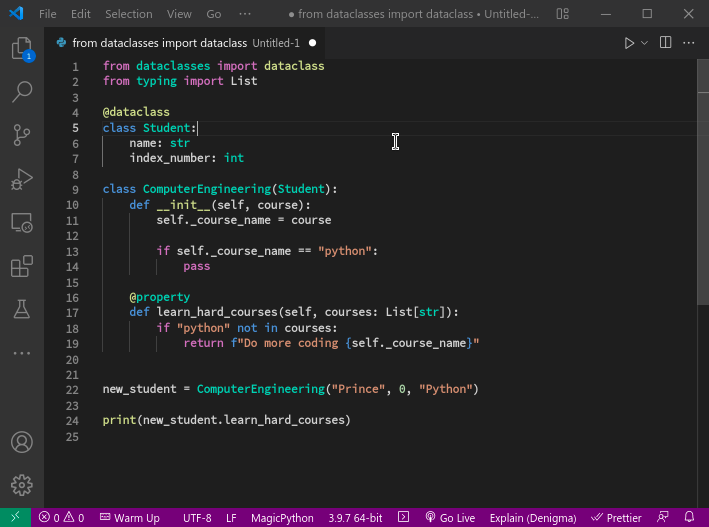 File Edit Selection View Go ··· ● from dataclasses import dataclass • Untitled-...
from dataclasses import dataclass Untitled-1
1
1 from dataclasses import dataclass
2 from typing import List
3
4 @dataclass
5 class Student:
6 name: str
7 index_number: int
8
9 class ComputerEngineering(Student):
10 def __init__(self, course):
11 self._course_name = course
12
13 if self._course_name == "python":
14 pass
15
16 @property
17 def learn_hard_courses(self, courses: List[str]):
18 if "python" not in courses:
19 return f"Do more coding {self._course_name}"
20
21
22 new_student = ComputerEngineering("Prince", 0, "Python")
23
24 print(new_student.learn_hard_courses)
25
0 0 Warm Up UTF-8 LF MagicPython 3.9.7 64-bit Go Live Explain (Denigma) Prettier